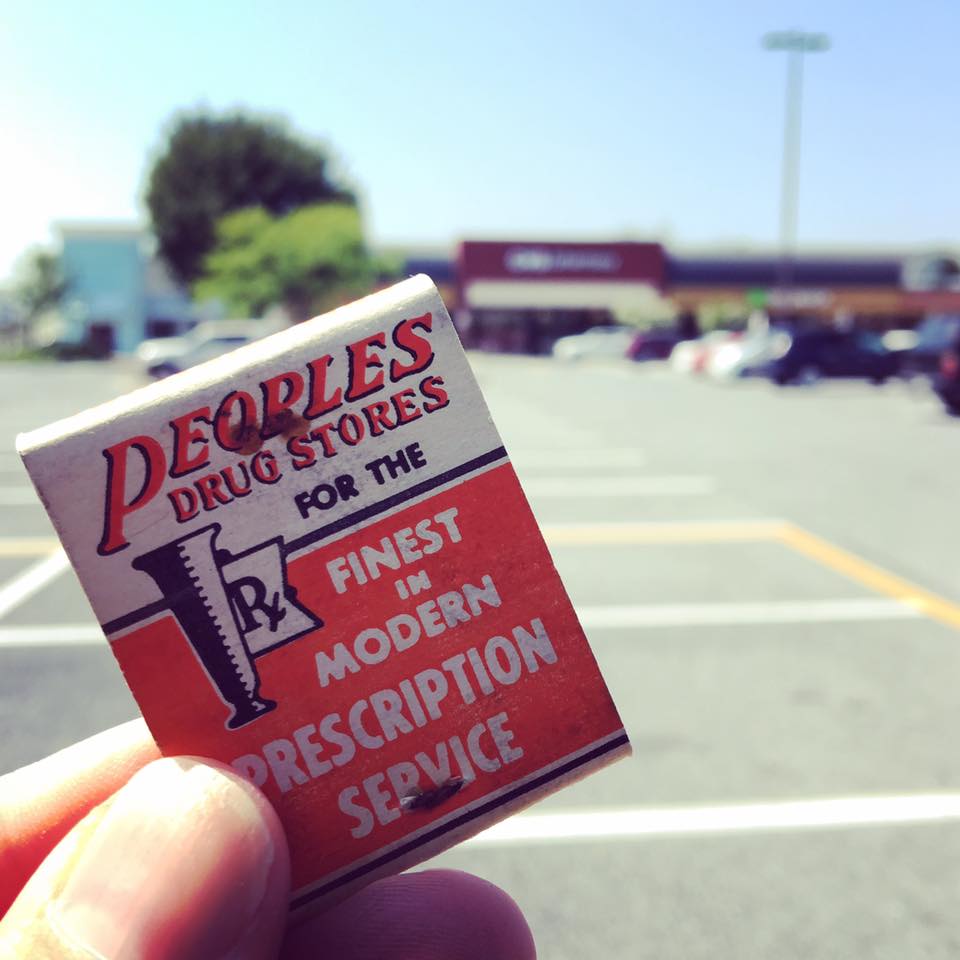 PEOPLES
DRUG STORES
FOR THE
Rx
FINEST
IN
MODERN
PRESCRIPTION
SERVICE